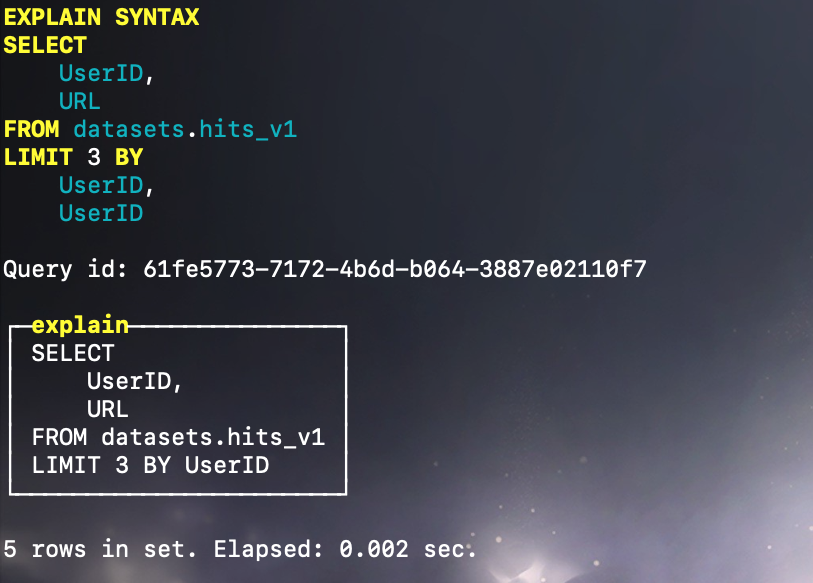 EXPLAIN SYNTAX
SELECT
    UserID,
    URL
FROM datasets.hits_v1
LIMIT 3 BY
    UserID,
    UserID
Query id: 61fe5773-7172-4b6d-b064-3887e02110f7
explain
SELECT
    UserID,
    URL
FROM datasets.hits_v1
LIMIT 3 BY UserID
5 rows in set. Elapsed: 0.002 sec.